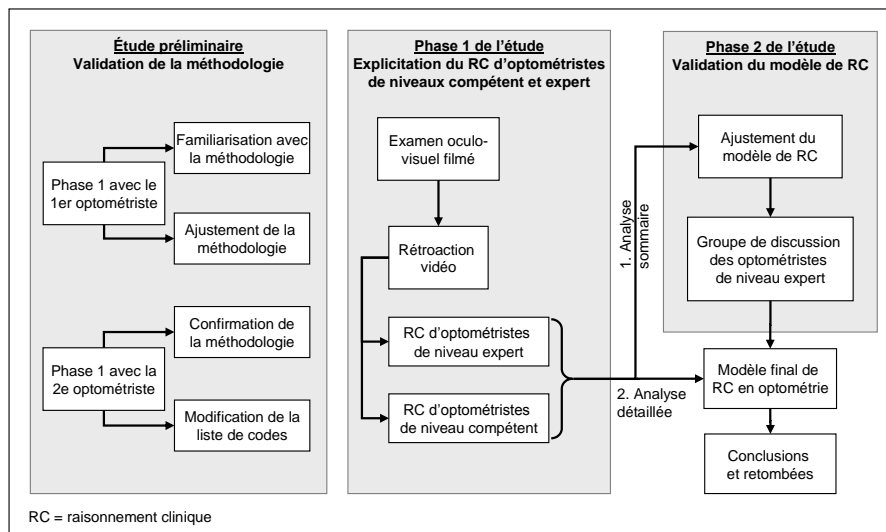 Étude préliminaire
Validation de la méthodologie
Phase 1 avec le
1er optométriste
Familiarisation avec
la méthodologie
Ajustement de la
méthodologie
Phase 1 avec la
2e optométriste
Confirmation de
la méthodologie
Modification de la
liste de codes
Phase 1 de l'étude
Explicitation du RC d'optométristes
de niveaux compétent et expert
Examen oculo-
visuel filmé
Rétroaction
vidéo
RC d'optométristes
de niveau expert
RC d'optométristes
de niveau compétent
1. Analyse
sommaire
2. Analyse
détaillée
Phase 2 de l'étude
Validation du modèle de RC
Ajustement du
modèle de RC
Groupe de discussion
des optométristes
de niveau expert
Modèle final de
RC en optométrie
Conclusions
et retombées
RC = raisonnement clinique